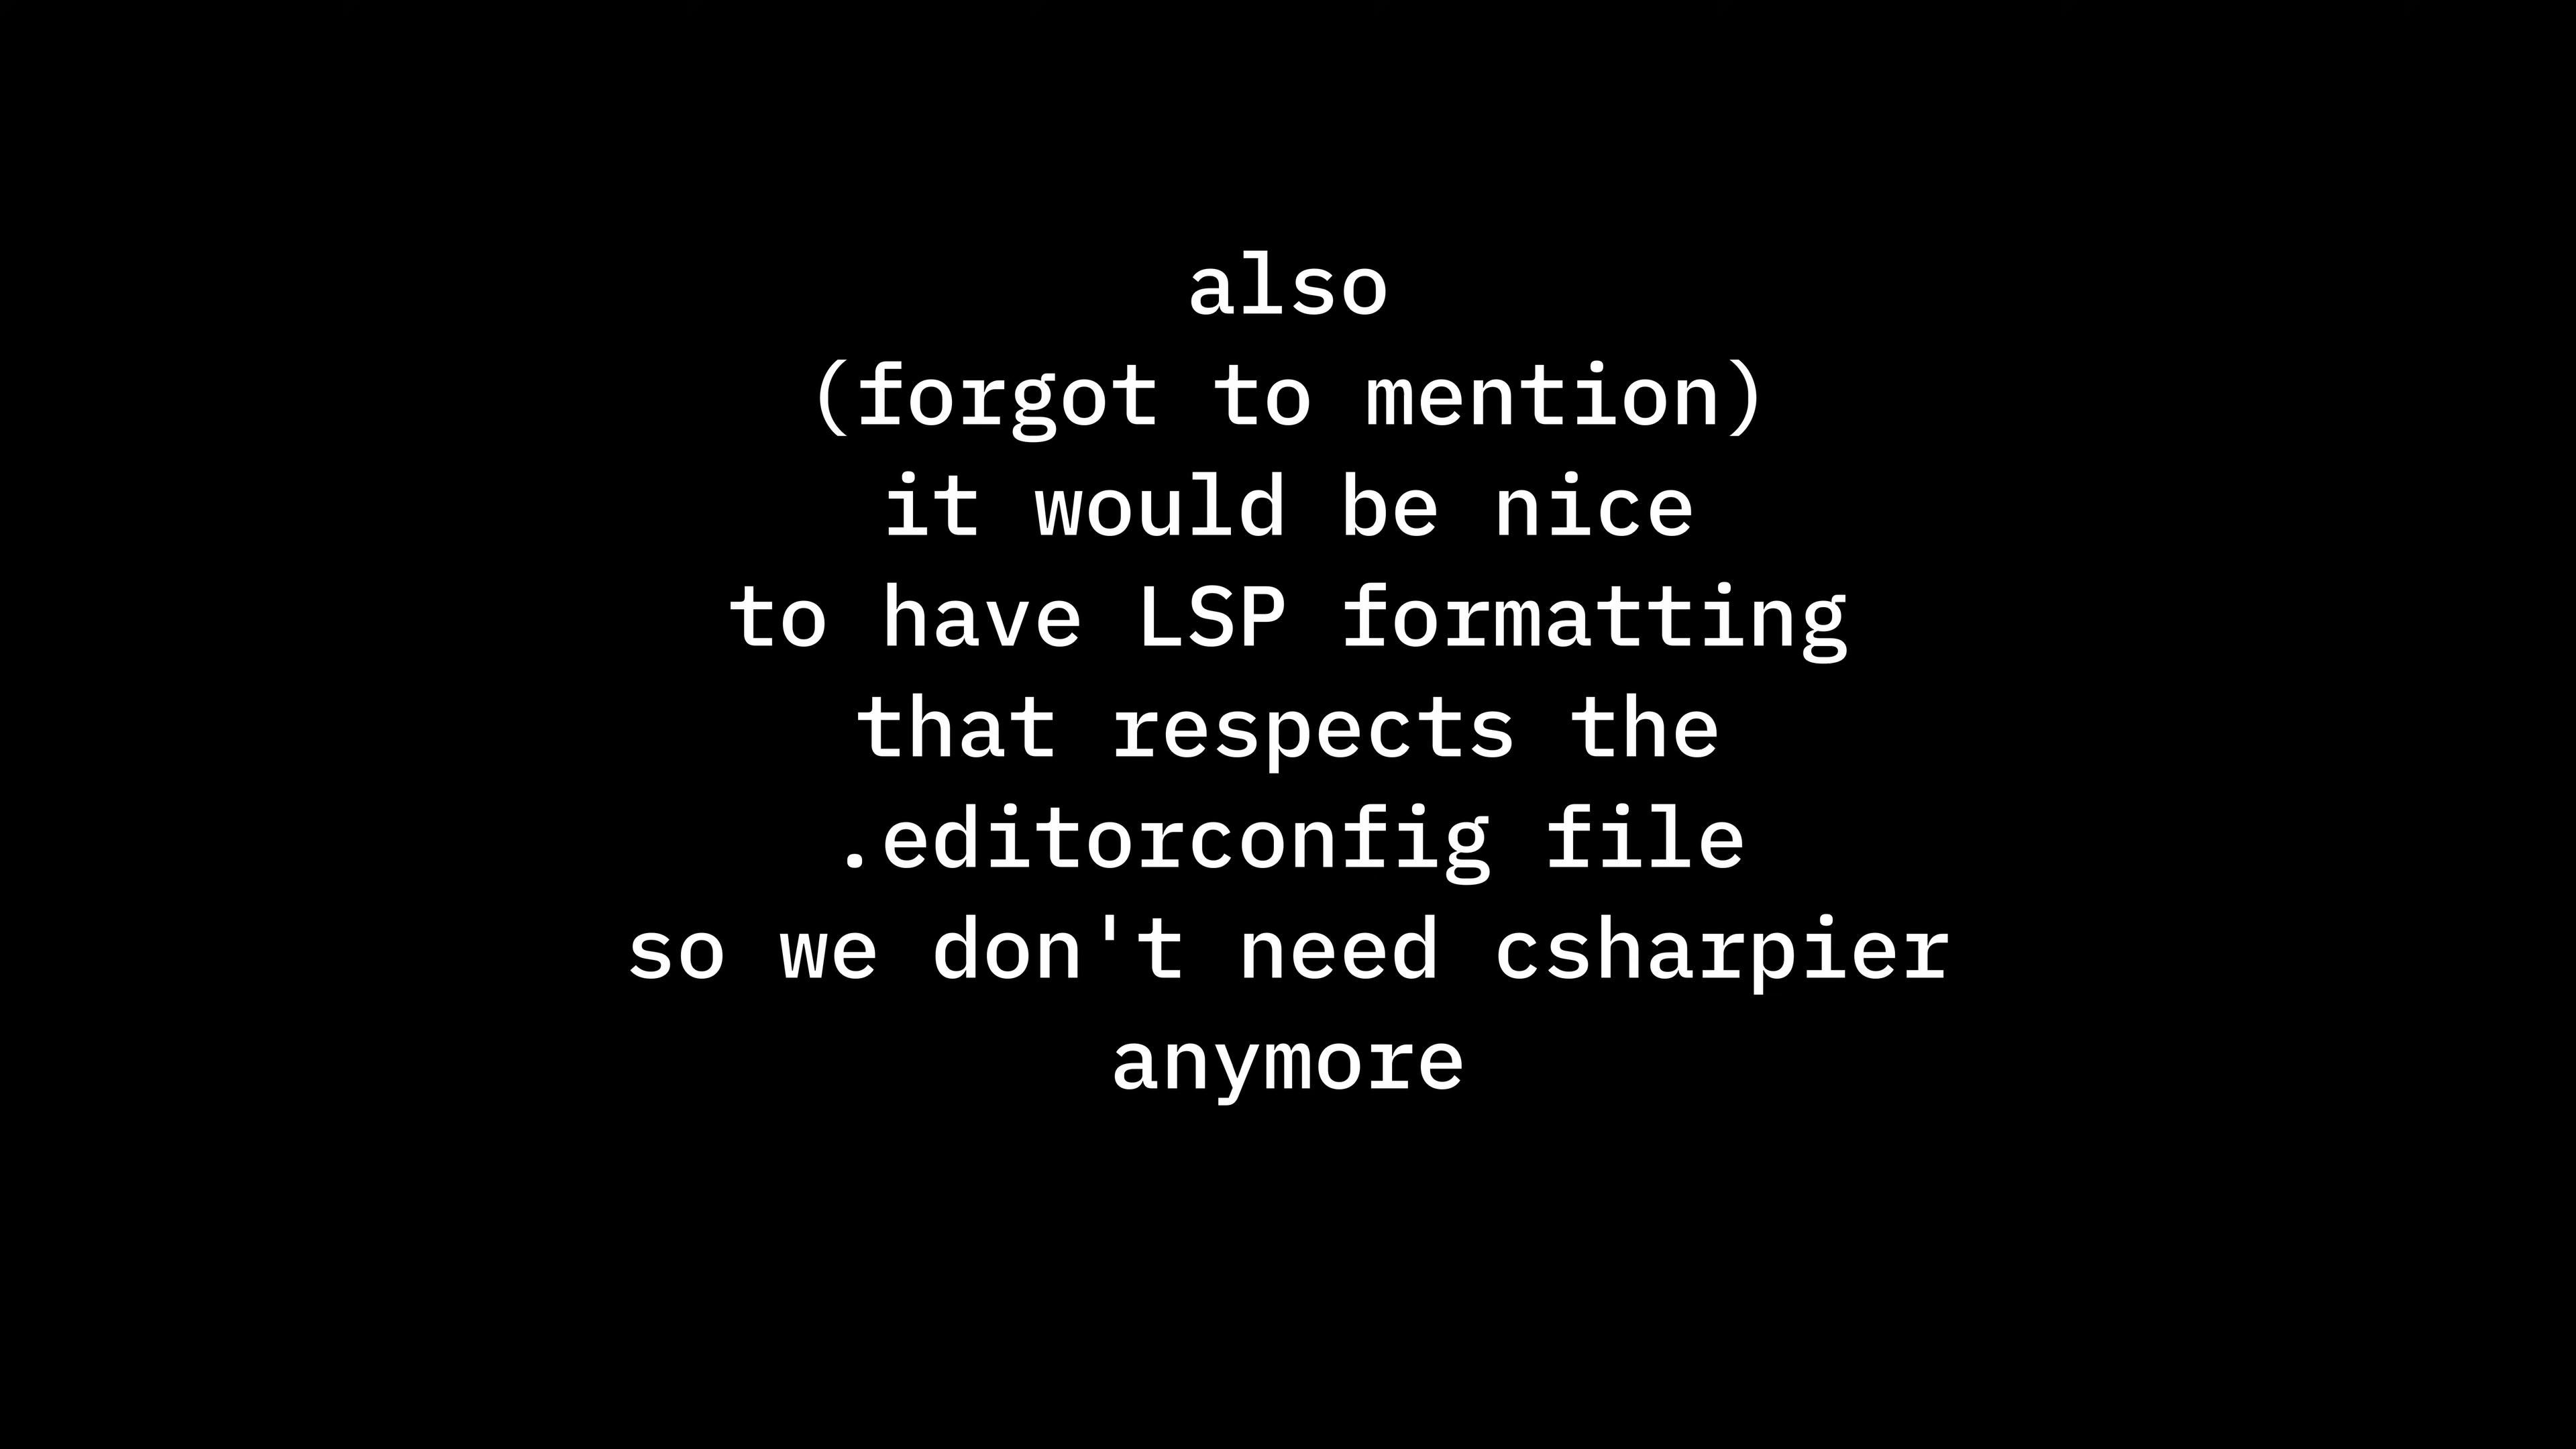 also
(forgot to mention)
it would be nice
to have LSP formatting
that respects the
.editorconfig file
so we don't need csharpier
anymore